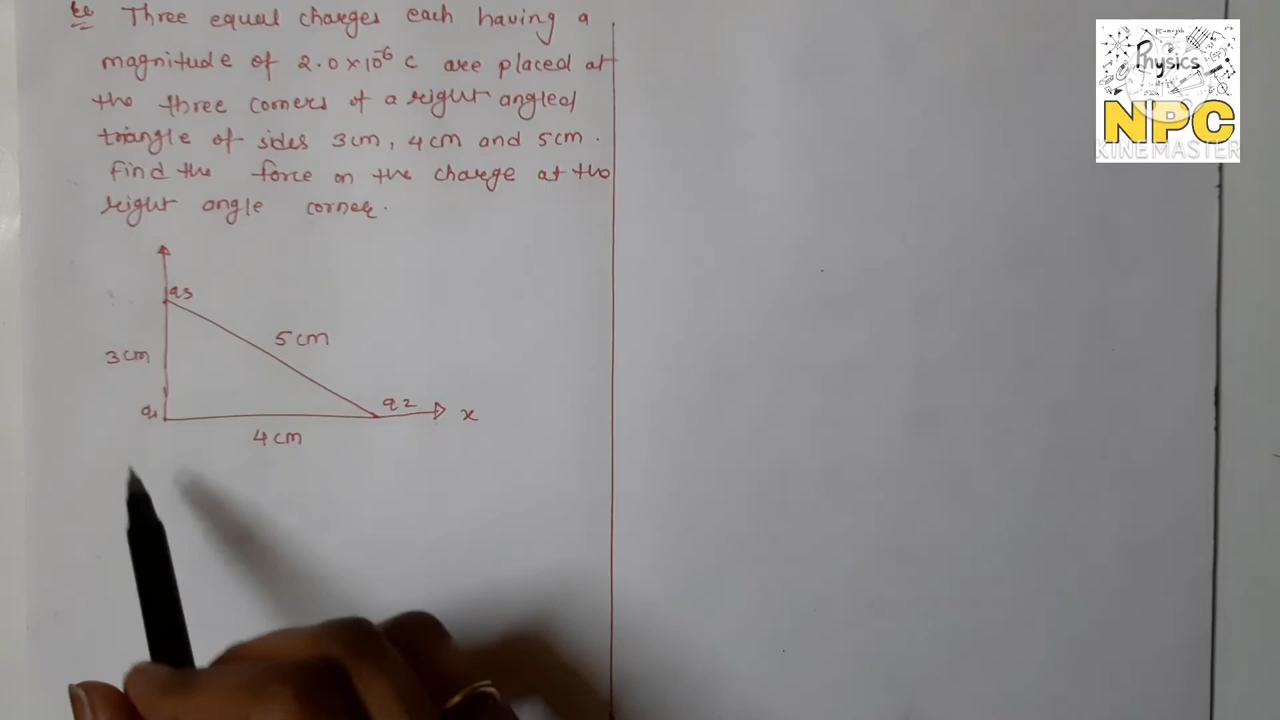 Three equal charges each having a
magnitude of 2.0×10⁻⁶ c are placed at
the three corners of a right angled
triangle of sides 3cm, 4cm and 5cm.
find the force on the charge at the
right angle corner.
q3
5cm
3cm
q1
q2
x
4cm
Physics
NPC
KINEMASTER